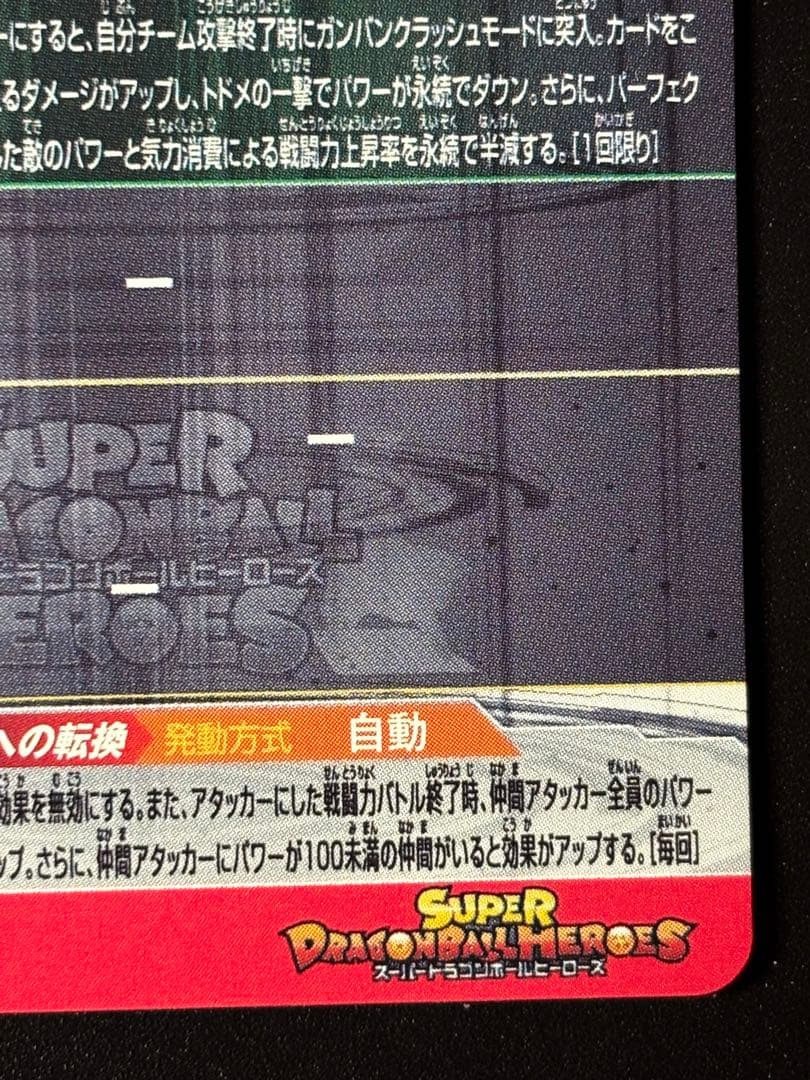 ーにすると、自分チーム攻撃終了時にガンバンクラッシュモードに突入。カードをこ
るダメージがアップし、トドメの一撃でパワーが永続でダウン。さらに、パーフェク
た敵のパワーと気力消費による戦闘力上昇率を永続で半減する。[1回限り]
ー
ー
SUPER
DRAGONBALL
ドラゴンボールヒーローズ
ー
HEROES
への転換 発動方式 自動
効果を無効にする。また、アタッカーにした戦闘力バトル終了時、仲間アタッカー全員のパワー
ップ。さらに、仲間アタッカーにパワーが100未満の仲間がいると効果がアップする。[毎回]
SUPER
DRAGONBALL HEROES
スーパードラゴンボールヒーローズ